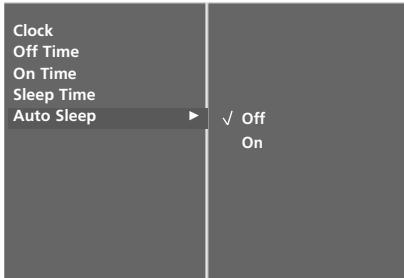 Clock
Off Time
On Time
Sleep Time
Auto Sleep ►
√ Off
On